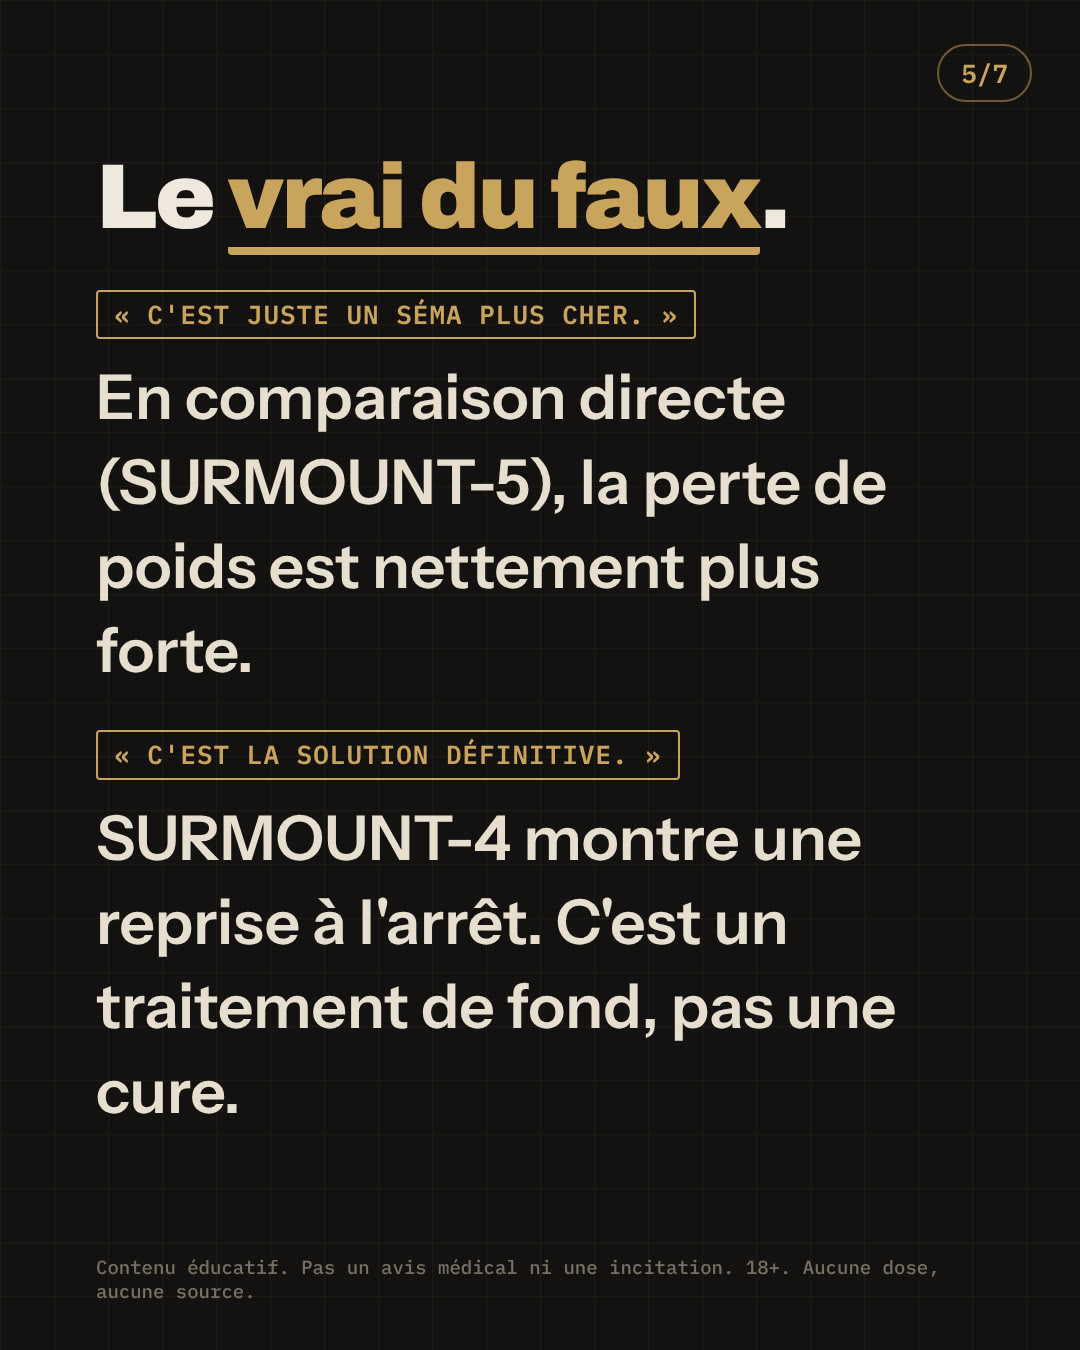 5/7
Le vrai du faux.
« C'EST JUSTE UN SÉMA PLUS CHER. »
En comparaison directe
(SURMOUNT-5), la perte de
poids est nettement plus
forte.
« C'EST LA SOLUTION DÉFINITIVE. »
SURMOUNT-4 montre une
reprise à l'arrêt. C'est un
traitement de fond, pas une
cure.
Contenu éducatif. Pas un avis médical ni une incitation. 18+. Aucune dose,
aucune source.